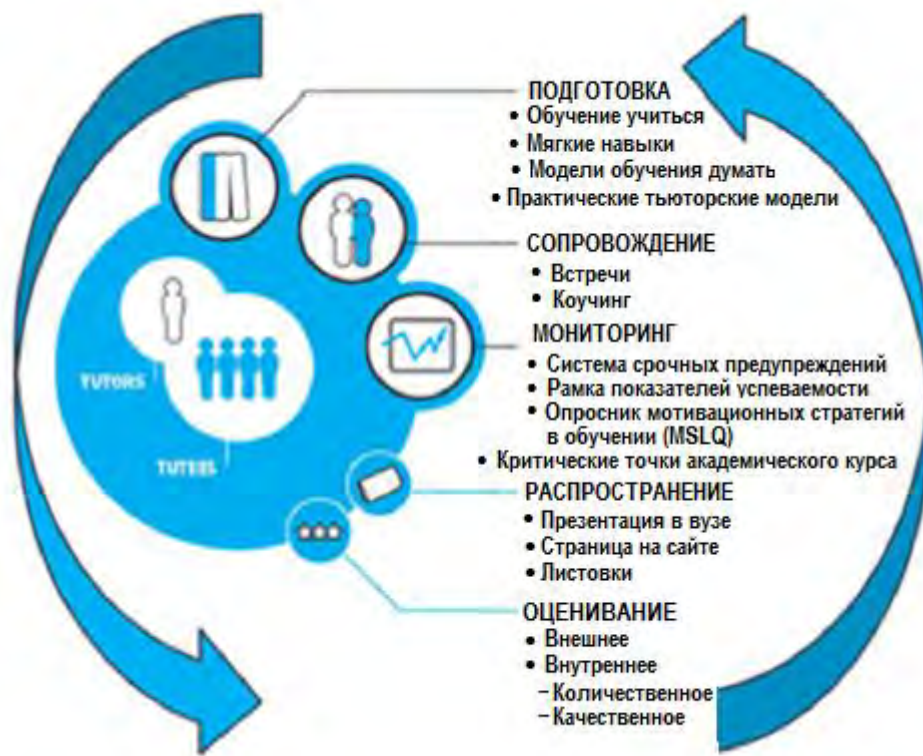 ПОДГОТОВКА
• Обучение учиться
• Мягкие навыки
• Модели обучения думать
• Практические тьюторские модели
СОПРОВОЖДЕНИЕ
• Встречи
• Коучинг
МОНИТОРИНГ
• Система срочных предупреждений
• Рамка показателей успеваемости
• Опросник мотивационных стратегий
в обучении (MSLQ)
• Критические точки академического курса
РАСПРОСТРАНЕНИЕ
• Презентация в вузе
• Страница на сайте
• Листовки
ОЦЕНИВАНИЕ
• Внешнее
• Внутреннее
– Количественное
– Качественное
TUTORS
TUTEES